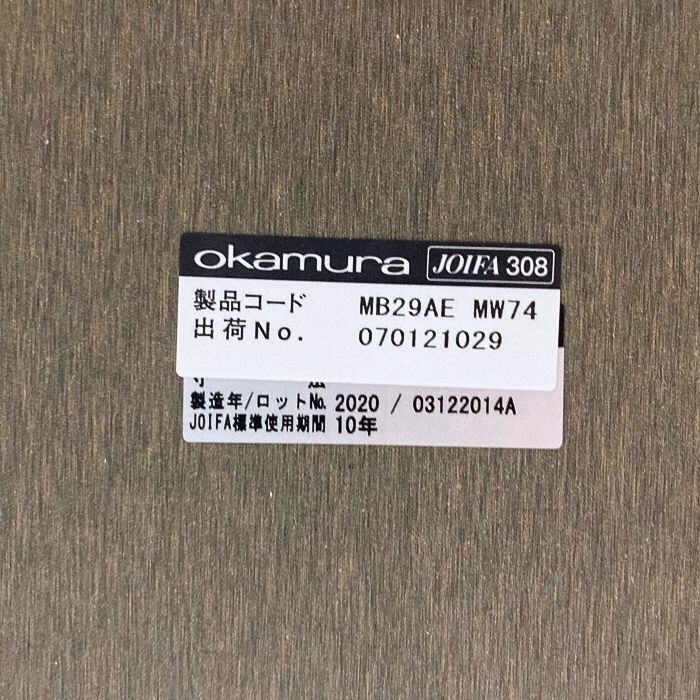 okamura JOIFA 308
製品コード MB29AE MW74
出荷No. 070121029
寸 法
製造年/ロットNo. 2020 / 03122014A
JOIFA標準使用期間 10年